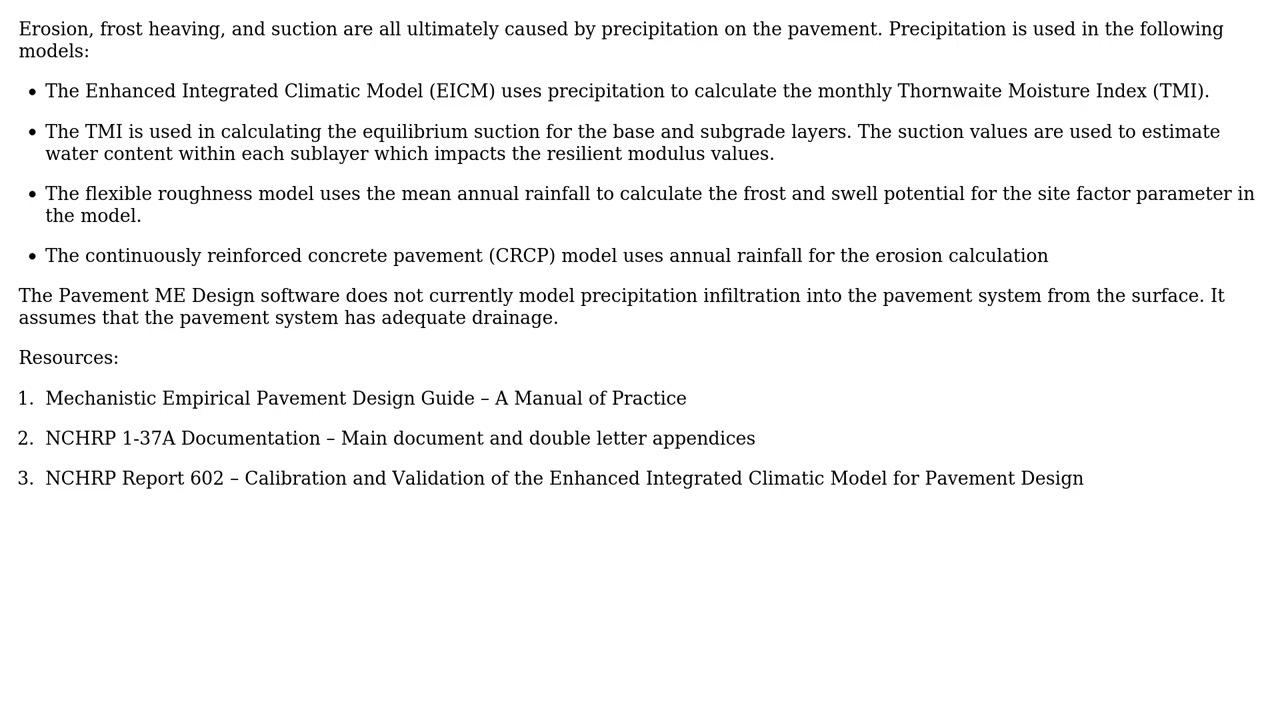 Erosion, frost heaving, and suction are all ultimately caused by precipitation on the pavement. Precipitation is used in the following
models:
• The Enhanced Integrated Climatic Model (EICM) uses precipitation to calculate the monthly Thornwaite Moisture Index (TMI).
• The TMI is used in calculating the equilibrium suction for the base and subgrade layers. The suction values are used to estimate
water content within each sublayer which impacts the resilient modulus values.
• The flexible roughness model uses the mean annual rainfall to calculate the frost and swell potential for the site factor parameter in
the model.
• The continuously reinforced concrete pavement (CRCP) model uses annual rainfall for the erosion calculation
The Pavement ME Design software does not currently model precipitation infiltration into the pavement system from the surface. It
assumes that the pavement system has adequate drainage.
Resources:
1. Mechanistic Empirical Pavement Design Guide – A Manual of Practice
2. NCHRP 1-37A Documentation – Main document and double letter appendices
3. NCHRP Report 602 – Calibration and Validation of the Enhanced Integrated Climatic Model for Pavement Design